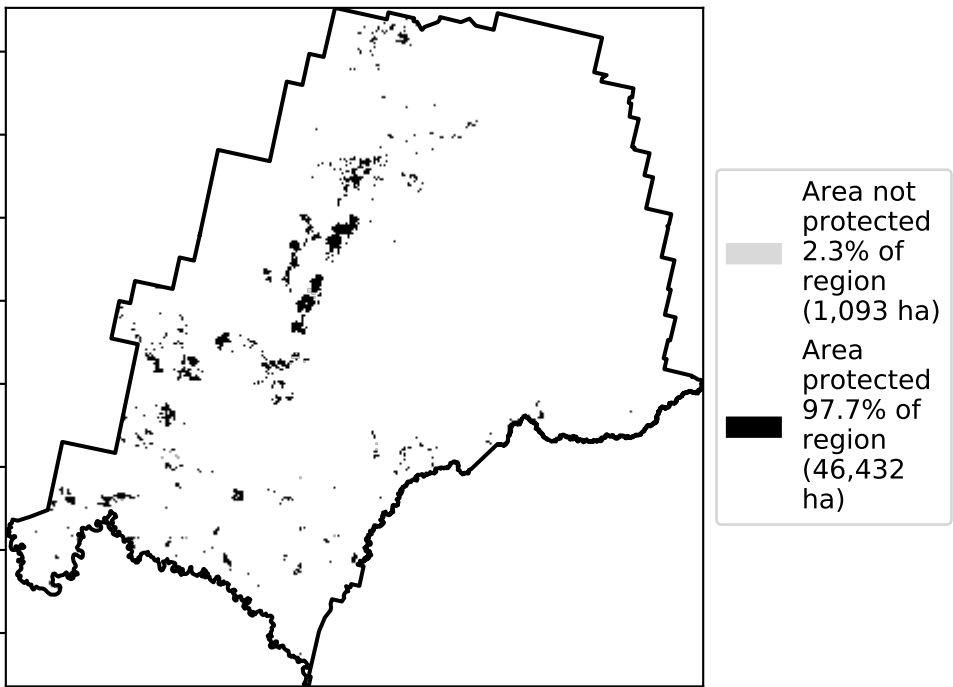 Area not
protected
2.3% of
region
(1,093 ha)
Area
protected
97.7% of
region
(46,432
ha)